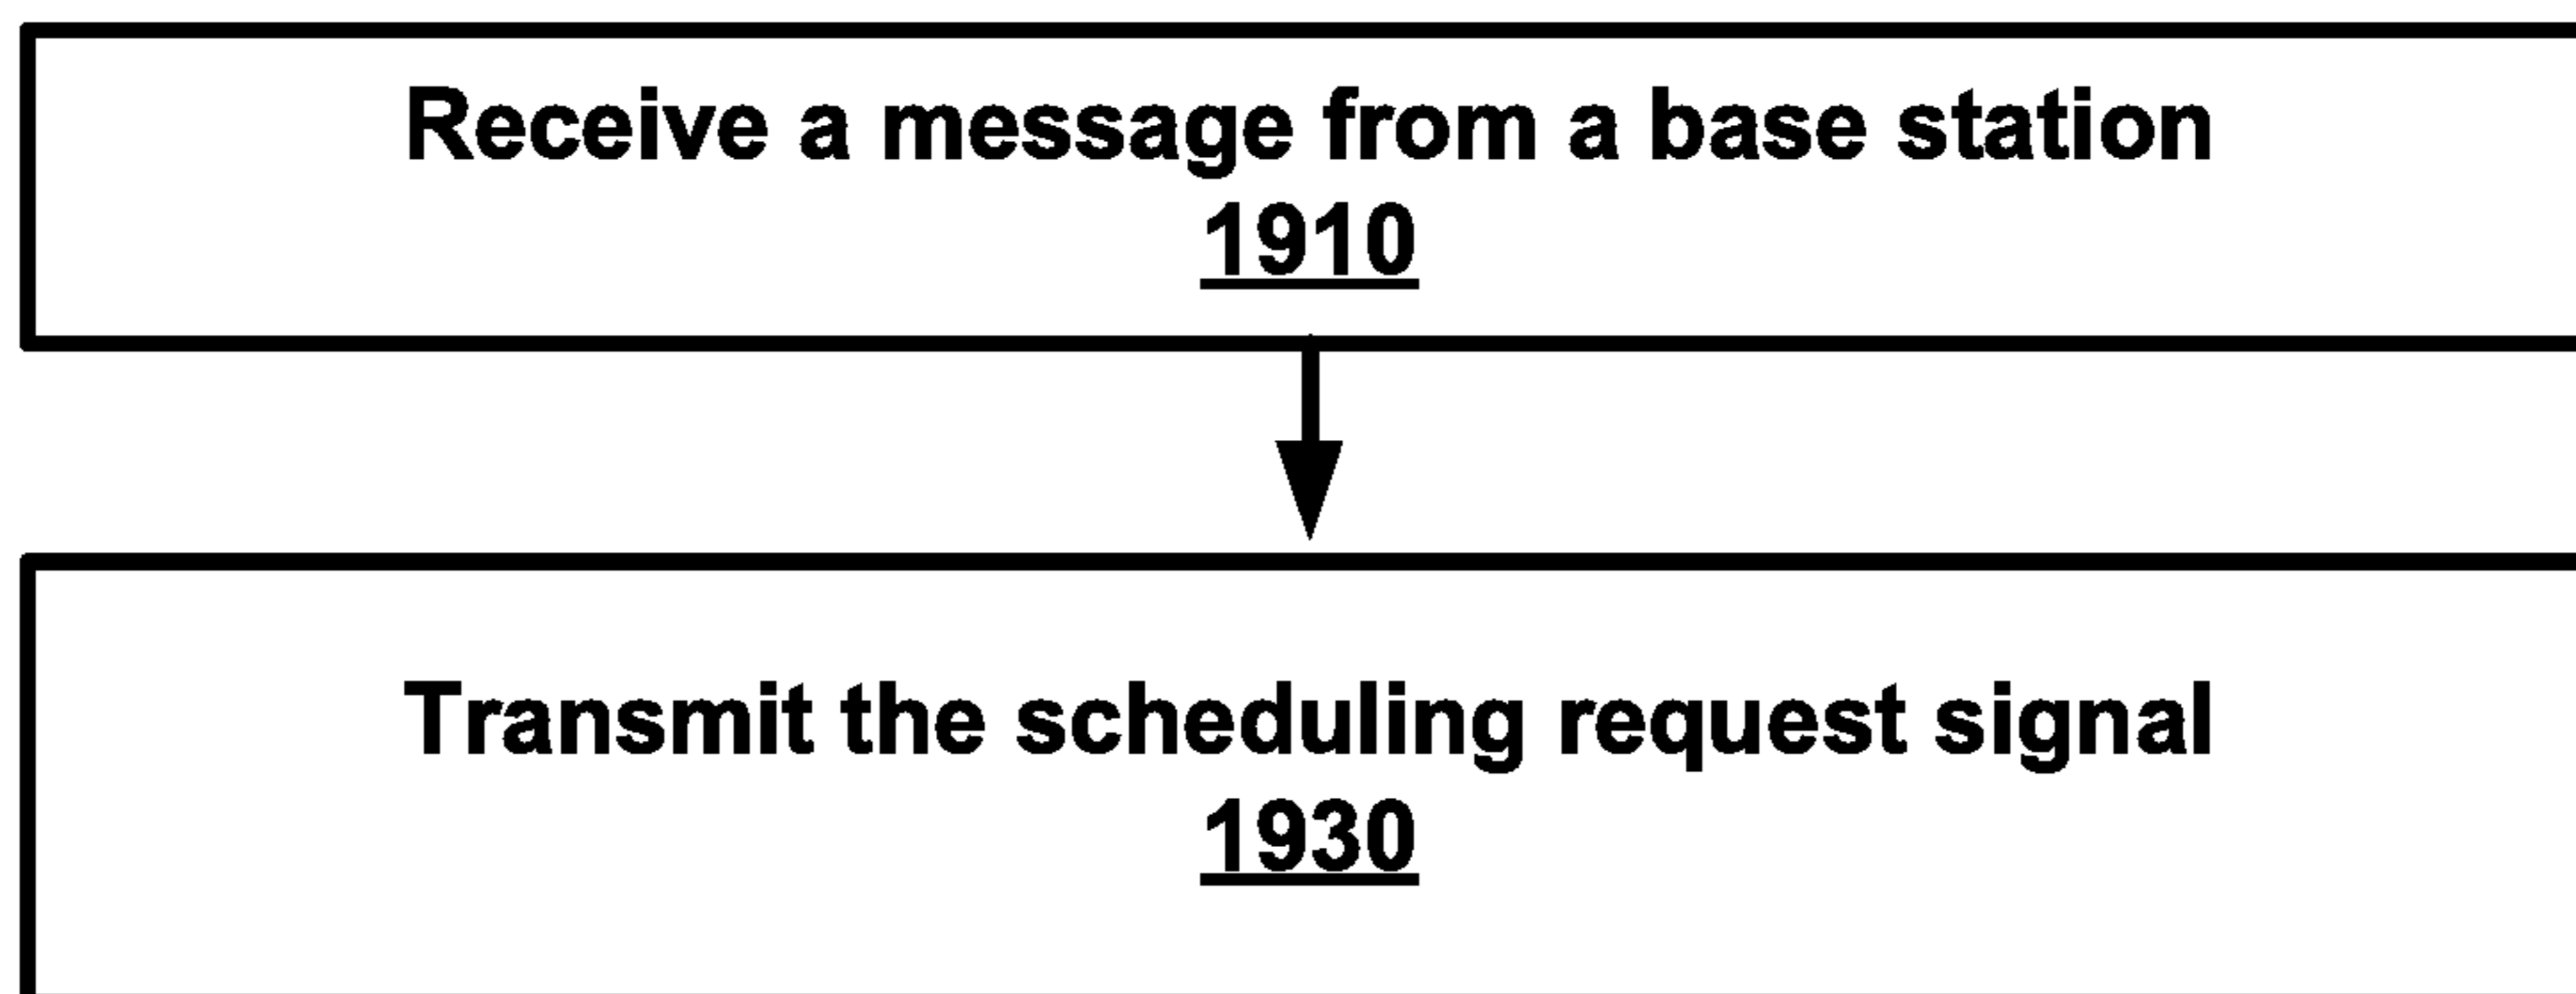 Receive a message from a base station
1910
Transmit the scheduling request signal
1930